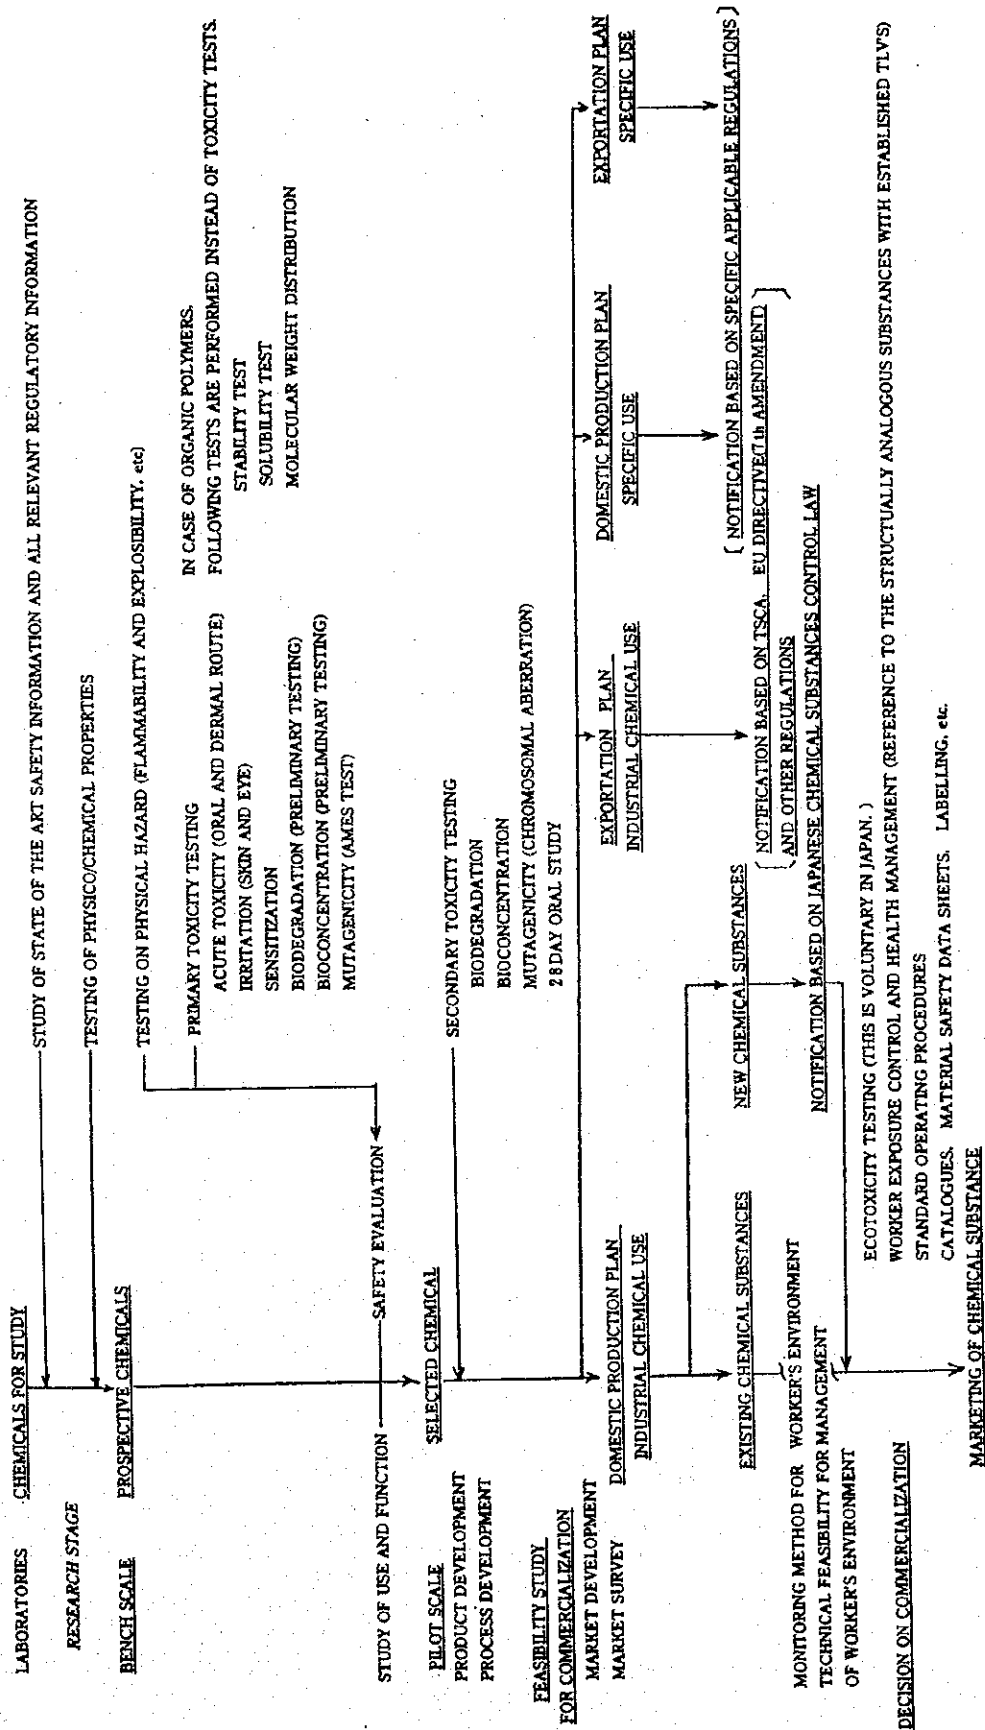 LABORATORIES
CHEMICALS FOR STUDY
STUDY OF STATE OF THE ART SAFETY INFORMATION AND ALL RELEVANT REGULATORY INFORMATION
RESEARCH STAGE
TESTING OF PHYSICO/CHEMICAL PROPERTIES
BENCH SCALE
PROSPECTIVE CHEMICALS
TESTING ON PHYSICAL HAZARD (FLAMMABILITY AND EXPLOSIBILITY, etc)
PRIMARY TOXICITY TESTING
ACUTE TOXICITY (ORAL AND DERMAL ROUTE)
IRRITATION (SKIN AND EYE)
SENSITIZATION
BIODEGRADATION (PRELIMINARY TESTING)
BIOCONCENTRATION (PRELIMINARY TESTING)
MUTAGENICITY (AMES TEST)
IN CASE OF ORGANIC POLYMERS,
FOLLOWING TESTS ARE PERFORMED INSTEAD OF TOXICITY TESTS.
STABILITY TEST
SOLUBILITY TEST
MOLECULAR WEIGHT DISTRIBUTION
STUDY OF USE AND FUNCTION
SAFETY EVALUATION
PILOT SCALE
PRODUCT DEVELOPMENT
PROCESS DEVELOPMENT
SELECTED CHEMICAL
SECONDARY TOXICITY TESTING
BIODEGRADATION
BIOCONCENTRATION
MUTAGENICITY (CHROMOSOMAL ABERRATION)
28DAY ORAL STUDY
FEASIBILITY STUDY
FOR COMMERCIALIZATION
MARKET DEVELOPMENT
MARKET SURVEY
DOMESTIC PRODUCTION PLAN
INDUSTRIAL CHEMICAL USE
EXPORTATION PLAN
INDUSTRIAL CHEMICAL USE
DOMESTIC PRODUCTION PLAN
SPECIFIC USE
EXPORTATION PLAN
SPECIFIC USE
EXISTING CHEMICAL SUBSTANCES
NEW CHEMICAL SUBSTANCES
(NOTIFICATION BASED ON SPECIFIC APPLICABLE REGULATIONS)
(NOTIFICATION BASED ON TSCA, EU DIRECTIVE(7th AMENDMENT)
AND OTHER REGULATIONS)
NOTIFICATION BASED ON JAPANESE CHEMICAL SUBSTANCES CONTROL LAW
MONITORING METHOD FOR WORKER'S ENVIRONMENT
TECHNICAL FEASIBILITY FOR MANAGEMENT
OF WORKER'S ENVIRONMENT
ECOTOXICITY TESTING (THIS IS VOLUNTARY IN JAPAN.)
WORKER EXPOSURE CONTROL AND HEALTH MANAGEMENT (REFERENCE TO THE STRUCTUALLY ANALOGOUS SUBSTANCES WITH ESTABLISHED TLV'S)
STANDARD OPERATING PROCEDURES
CATALOGUES, MATERIAL SAFETY DATA SHEETS, LABELLING, etc.
DECISION ON COMMERCIALIZATION
MARKETING OF CHEMICAL SUBSTANCE